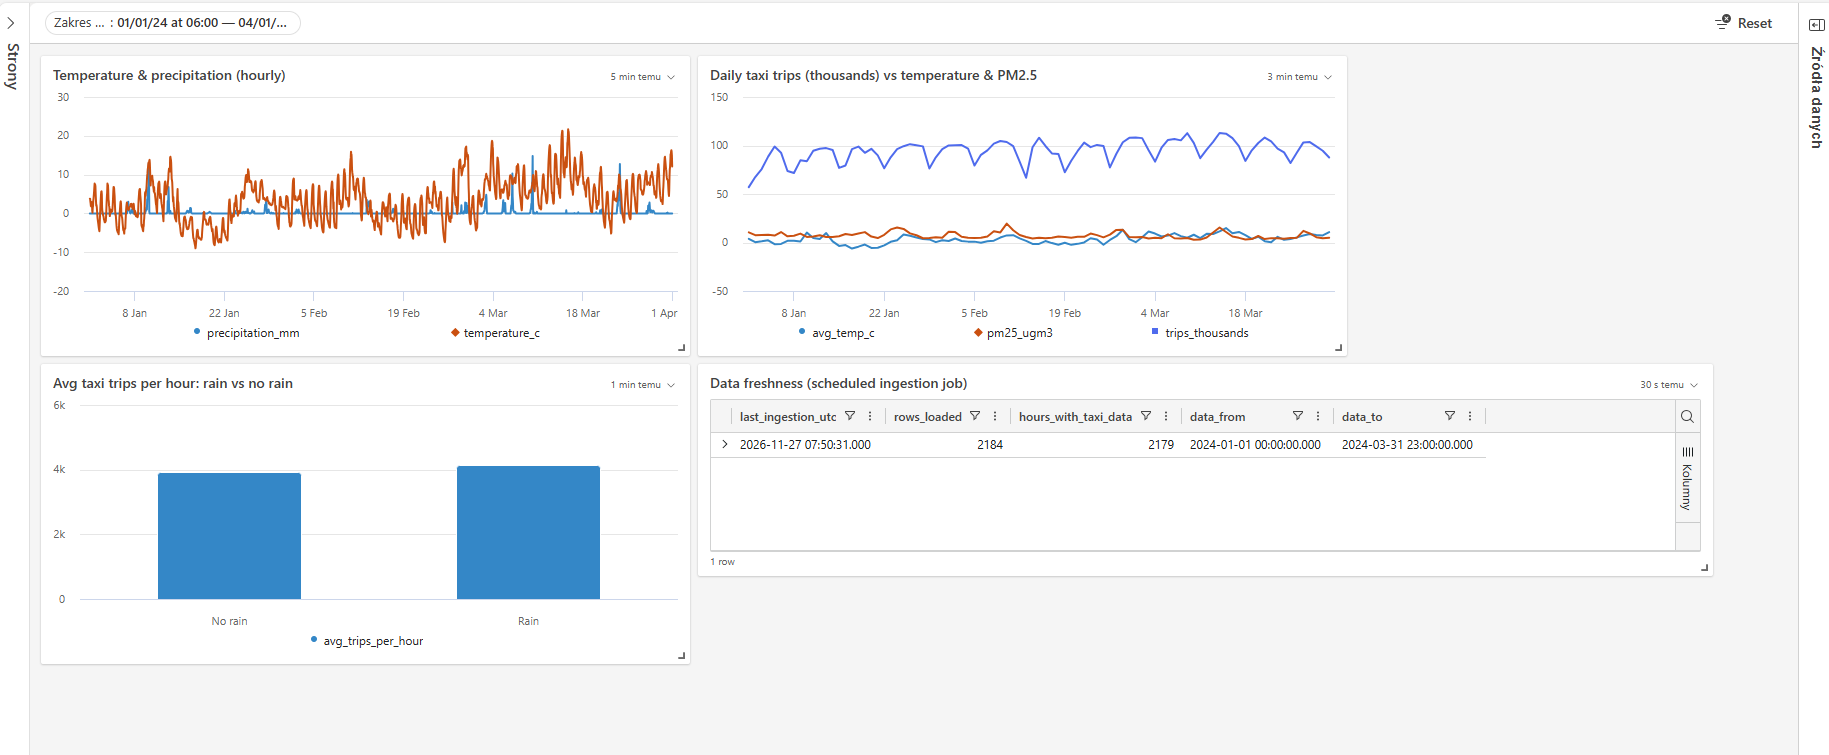 Zakres ... : 01/01/24 at 06:00 — 04/01/...
Reset
Strony
Źródła danych
Temperature & precipitation (hourly)
5 min temu
30
20
10
0
-10
-20
8 Jan
22 Jan
5 Feb
19 Feb
4 Mar
18 Mar
1 Apr
precipitation_mm
temperature_c
Daily taxi trips (thousands) vs temperature & PM2.5
3 min temu
150
100
50
0
-50
8 Jan
22 Jan
5 Feb
19 Feb
4 Mar
18 Mar
avg_temp_c
pm25_ugm3
trips_thousands
Avg taxi trips per hour: rain vs no rain
1 min temu
6k
4k
2k
0
No rain
Rain
avg_trips_per_hour
Data freshness (scheduled ingestion job)
30 s temu
last_ingestion_utc rows_loaded hours_with_taxi_data data_from data_to
2026-11-27 07:50:31.000 2184 2179 2024-01-01 00:00:00.000 2024-03-31 23:00:00.000
Kolumny
1 row